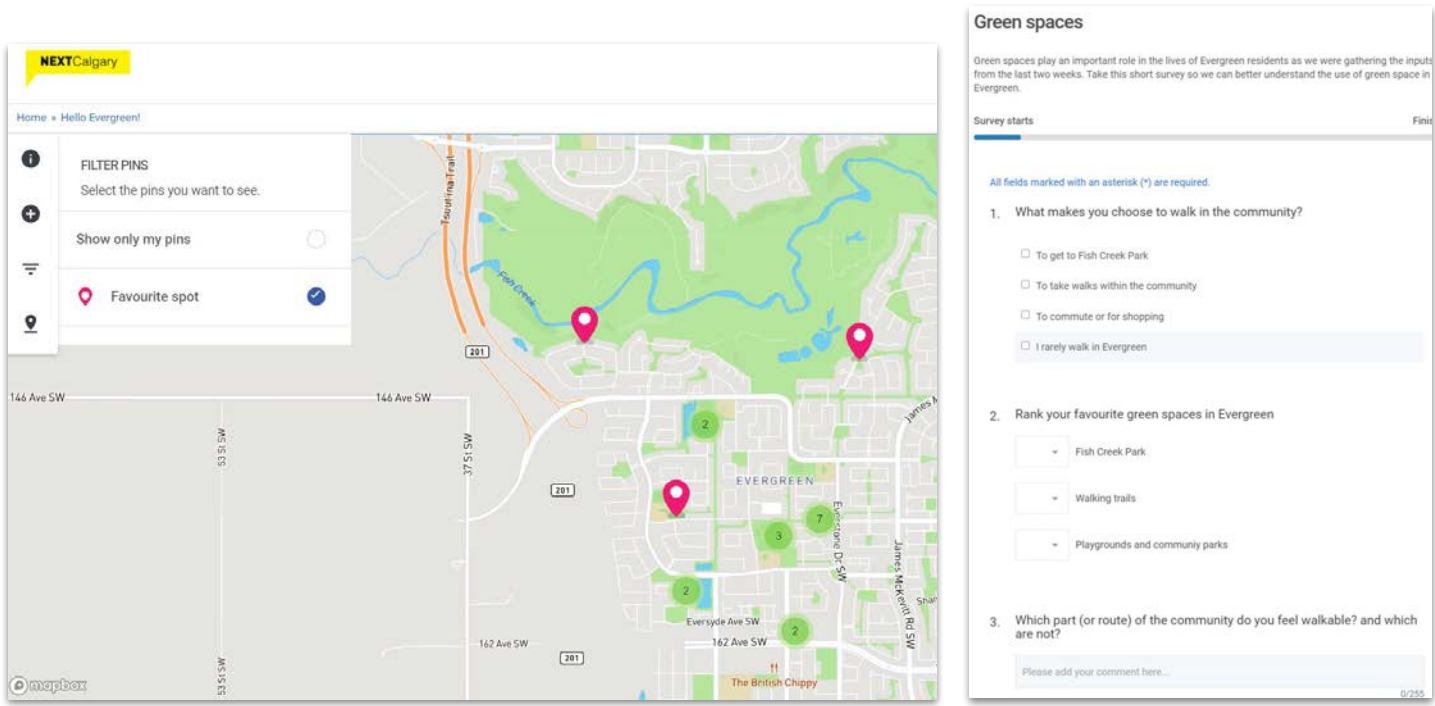 NEXTCalgary
Home » Hello Evergreen!
FILTER PINS
Select the pins you want to see.
Show only my pins
Favourite spot
Tsuut'ina Trail
Fish Creek
201
146 Ave SW
146 Ave SW
James M
2
53 St SW
37 St SW
EVERGREEN
201
7
3
Everstone Dr SW
James McKevitt Rd SW
2
Shan
Eversyde Ave SW
2
162 Ave SW
162 Ave SW
201
53 St SW
The British Chippy
mapbox
Green spaces
Green spaces play an important role in the lives of Evergreen residents as we were gathering the inputs
from the last two weeks. Take this short survey so we can better understand the use of green space in
Evergreen.
Survey starts
Finis
All fields marked with an asterisk (*) are required.
1. What makes you choose to walk in the community?
To get to Fish Creek Park
To take walks within the community
To commute or for shopping
I rarely walk in Evergreen
2. Rank your favourite green spaces in Evergreen
Fish Creek Park
Walking trails
Playgrounds and communiy parks
3. Which part (or route) of the community do you feel walkable? and which
are not?
Please add your comment here...
0/255